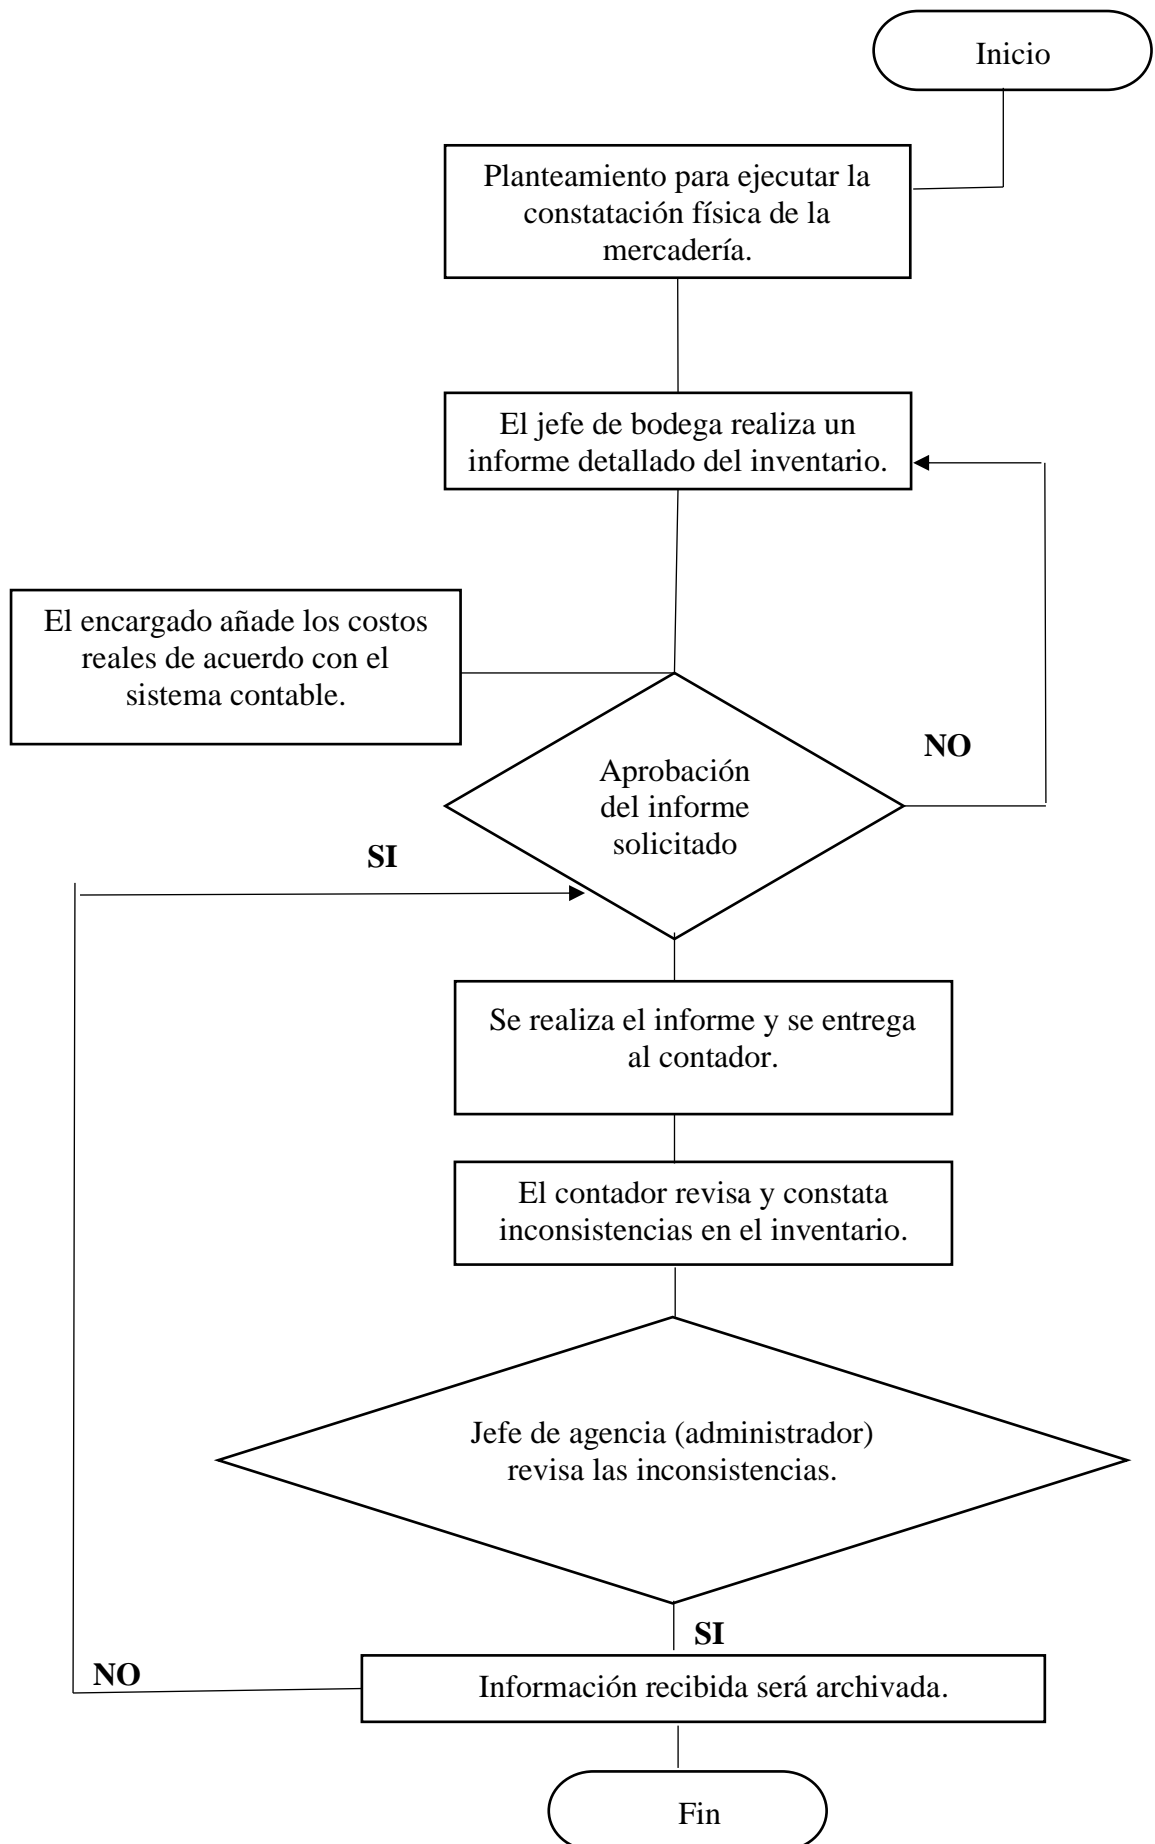 Inicio
Planteamiento para ejecutar la
constatación física de la
mercadería.
El jefe de bodega realiza un
informe detallado del inventario.
El encargado añade los costos
reales de acuerdo con el
sistema contable.
NO
Aprobación
del informe
solicitado
SI
Se realiza el informe y se entrega
al contador.
El contador revisa y constata
inconsistencias en el inventario.
Jefe de agencia (administrador)
revisa las inconsistencias.
SI
NO
Información recibida será archivada.
Fin